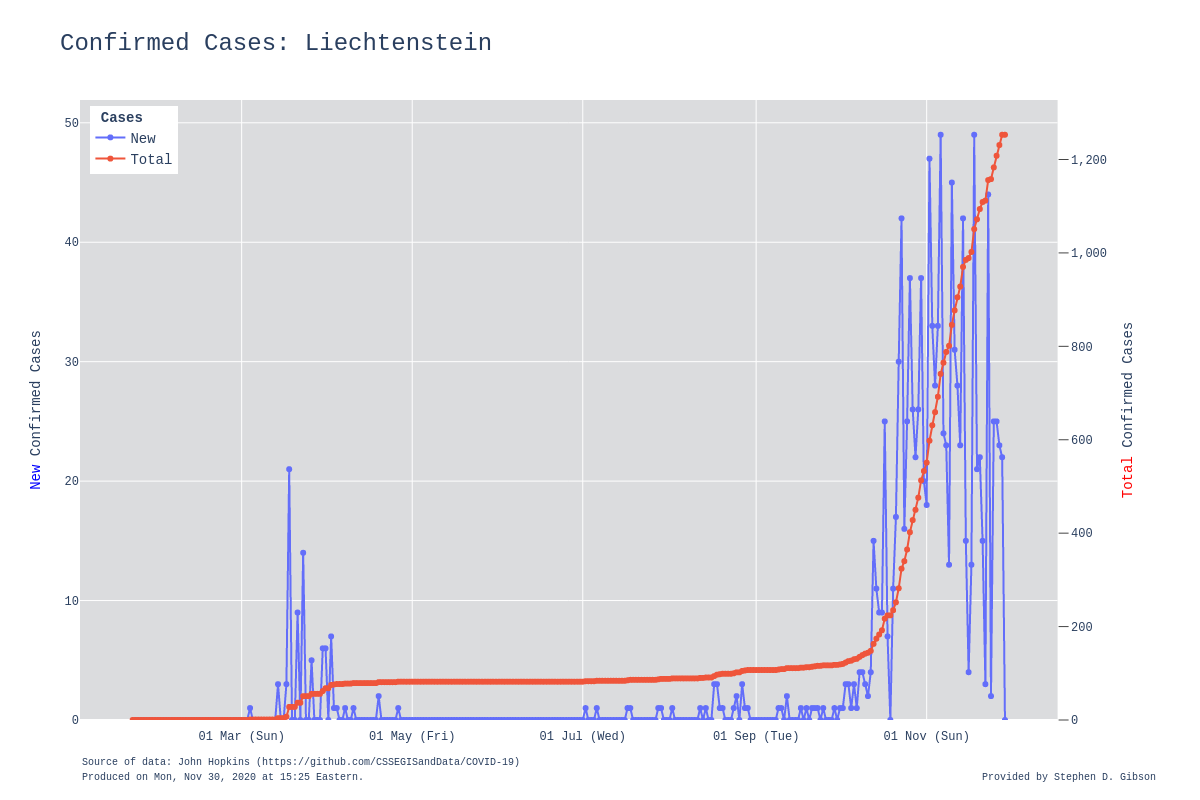 Confirmed Cases: Liechtenstein
Cases
New
Total
50
40
30
20
10
0
1,200
1,000
800
600
400
200
0
New Confirmed Cases
Total Confirmed Cases
01 Mar (Sun)
01 May (Fri)
01 Jul (Wed)
01 Sep (Tue)
01 Nov (Sun)
Source of data: John Hopkins (https://github.com/CSSEGISandData/COVID-19)
Produced on Mon, Nov 30, 2020 at 15:25 Eastern.
Provided by Stephen D. Gibson